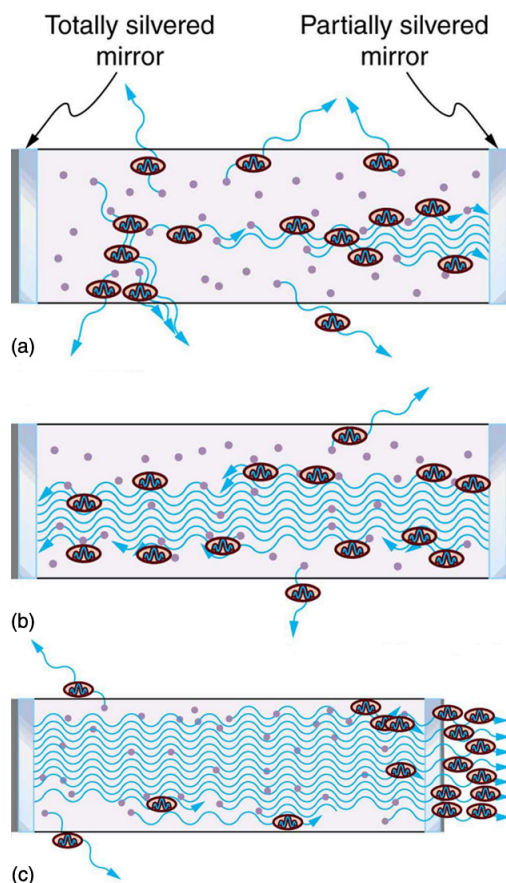 Totally silvered
mirror
Partially silvered
mirror
(a)
(b)
(c)